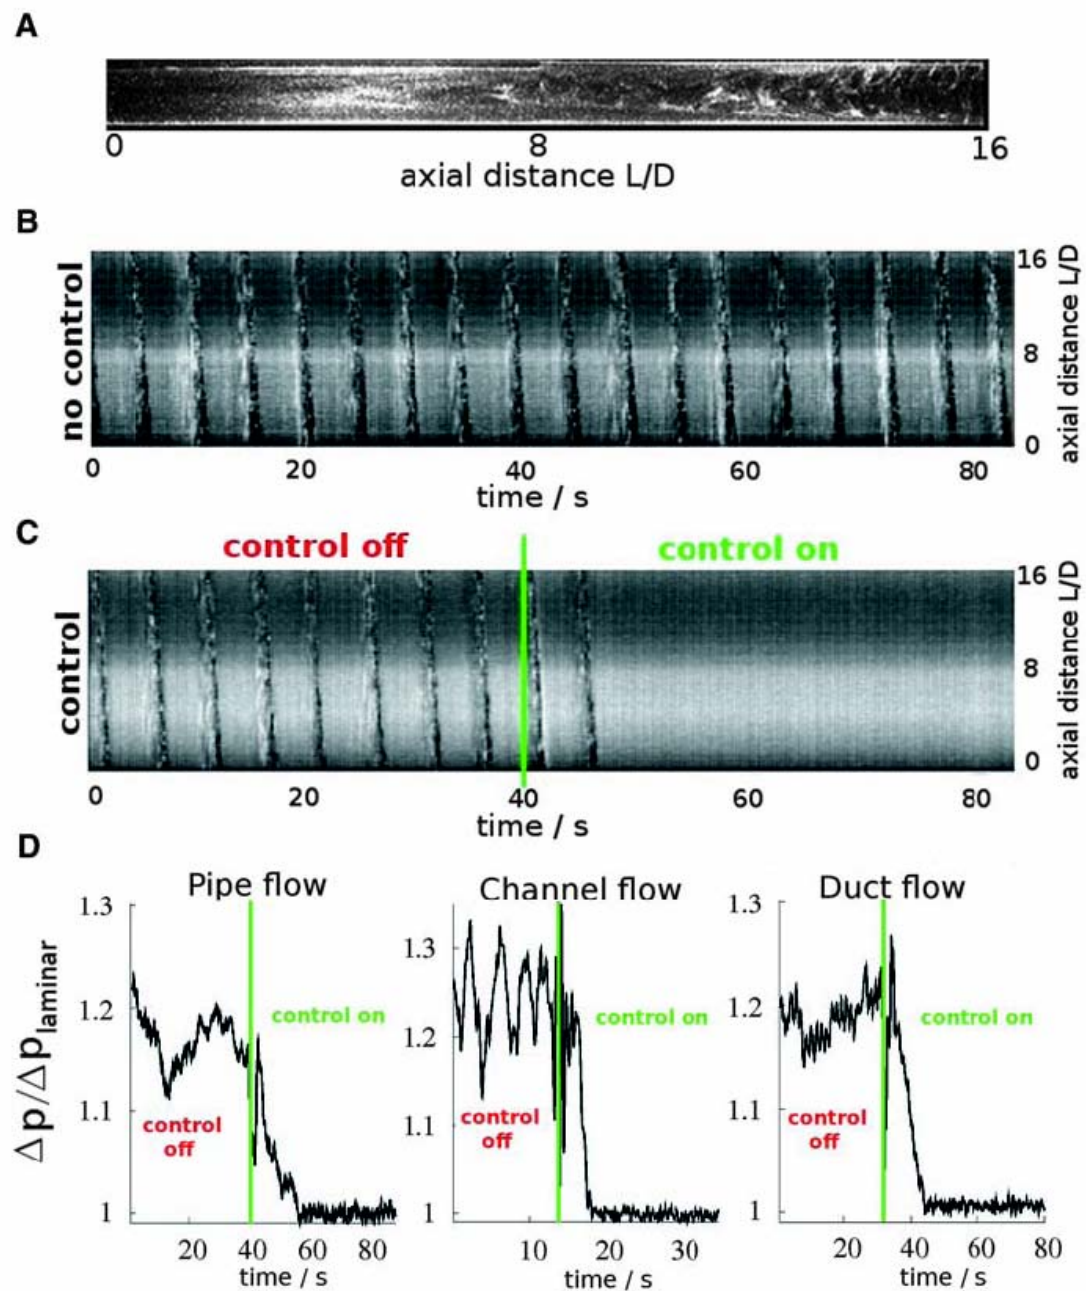 A
0 8 16
axial distance L/D
B
no control
16
8
0
axial distance L/D
0 20 40 60 80
time / s
C
control off control on
control
16
8
0
axial distance L/D
0 20 40 60 80
time / s
D
Δp/Δp laminar
Pipe flow
1.3
1.2
1.1
1
control on
control
off
20 40 60 80
time / s
Channel flow
1.3
1.2
1.1
1
control on
control
off
10 20 30
time / s
Duct flow
1.3
1.2
1.1
1
control on
control
off
20 40 60 80
time / s